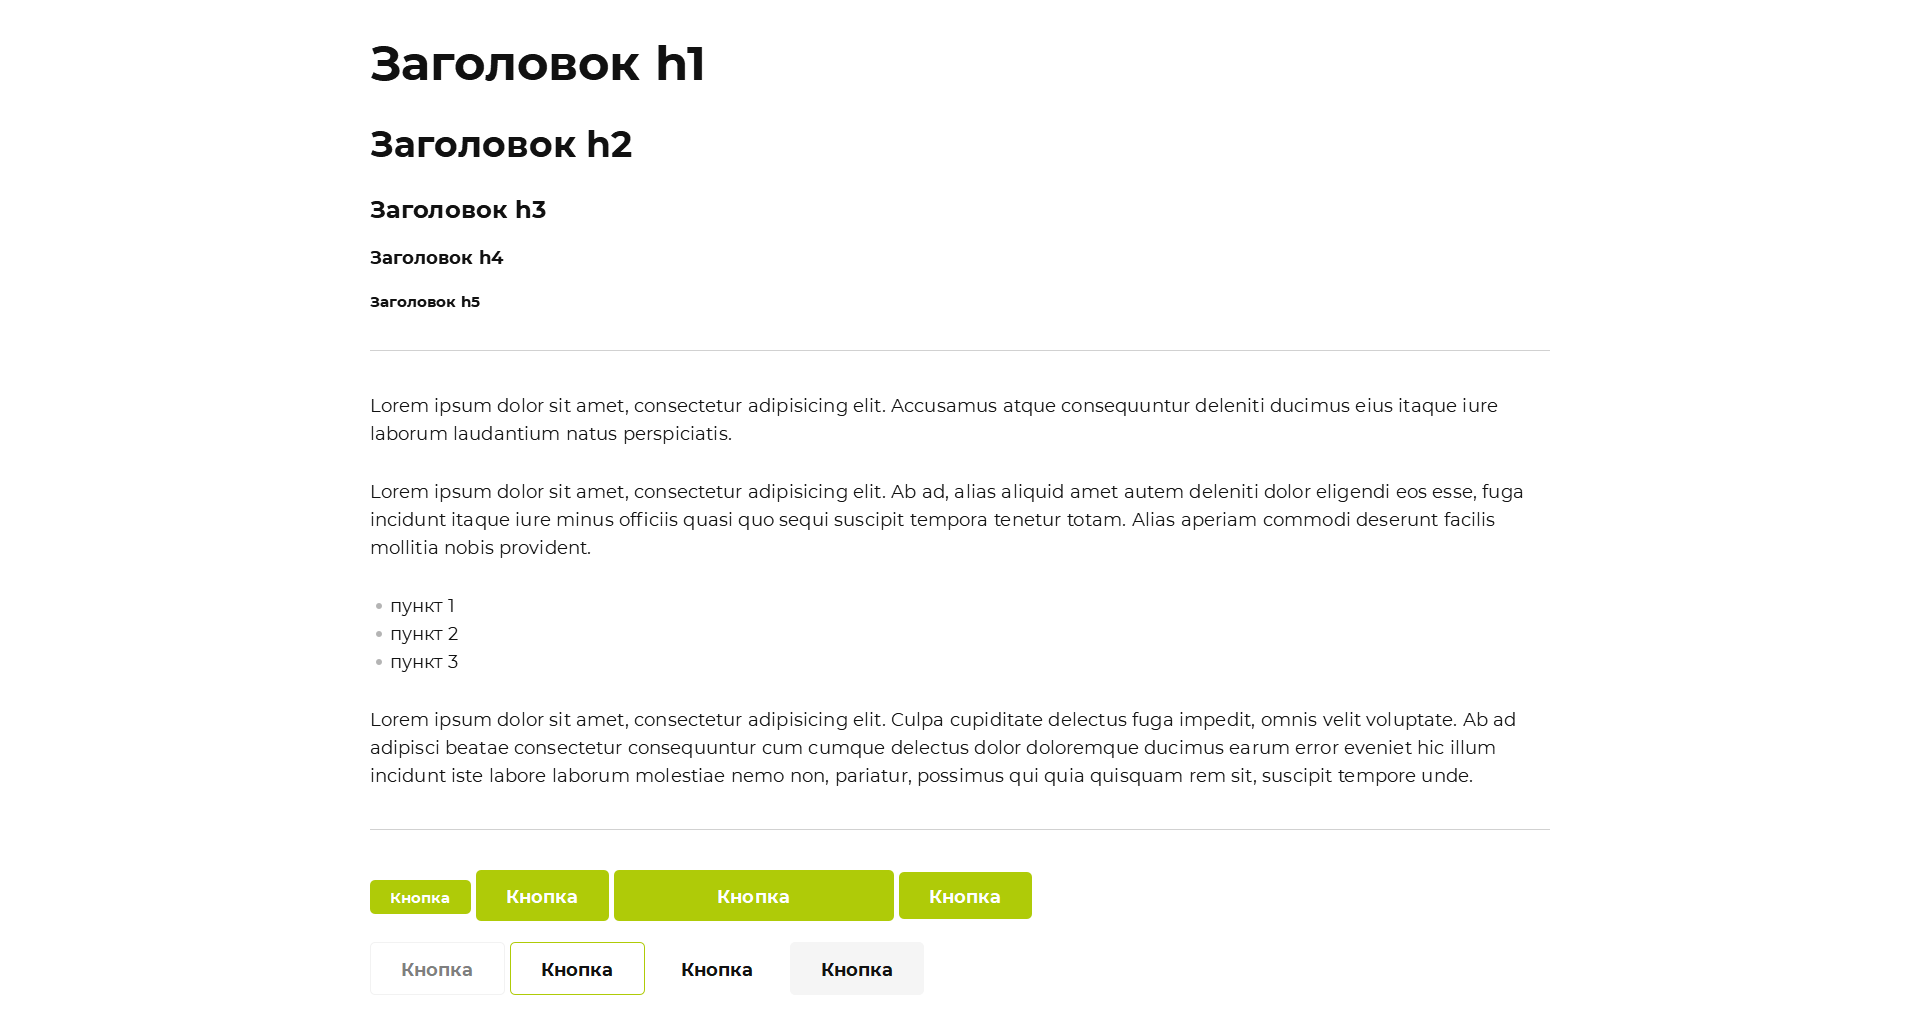 Заголовок h1
Заголовок h2
Заголовок h3
Заголовок h4
Заголовок h5
Lorem ipsum dolor sit amet, consectetur adipisicing elit. Accusamus atque consequuntur deleniti ducimus eius itaque iure
laborum laudantium natus perspiciatis.
Lorem ipsum dolor sit amet, consectetur adipisicing elit. Ab ad, alias aliquid amet autem deleniti dolor eligendi eos esse, fuga
incidunt itaque iure minus officiis quasi quo sequi suscipit tempora tenetur totam. Alias aperiam commodi deserunt facilis
mollitia nobis provident.
пункт 1
пункт 2
пункт 3
Lorem ipsum dolor sit amet, consectetur adipisicing elit. Culpa cupiditate delectus fuga impedit, omnis velit voluptate. Ab ad
adipisci beatae consectetur consequuntur cum cumque delectus dolor doloremque ducimus earum error eveniet hic illum
incidunt iste labore laborum molestiae nemo non, pariatur, possimus qui quia quisquam rem sit, suscipit tempore unde.
Кнопка Кнопка Кнопка Кнопка
Кнопка Кнопка Кнопка Кнопка